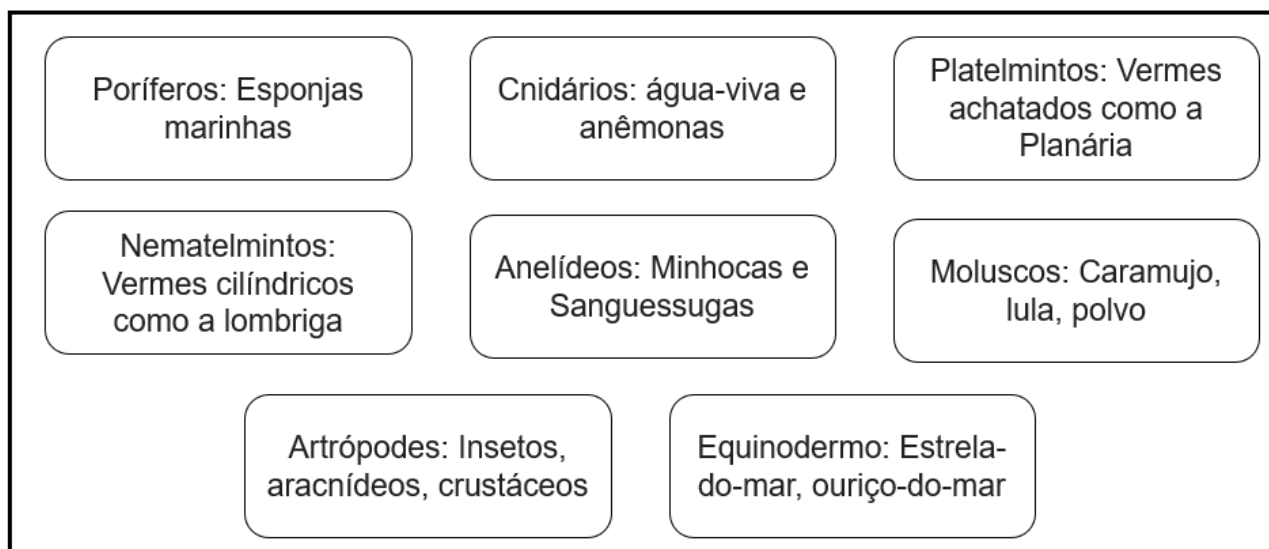 Poríferos: Esponjas
marinhas
Cnidários: água-viva e
anêmonas
Platelmintos: Vermes
achatados como a
Planária
Nematelmintos:
Vermes cilíndricos
como a lombriga
Anelídeos: Minhocas e
Sanguessugas
Moluscos: Caramujo,
lula, polvo
Artrópodes: Insetos,
aracnídeos, crustáceos
Equinodermo: Estrela-
do-mar, ouriço-do-mar